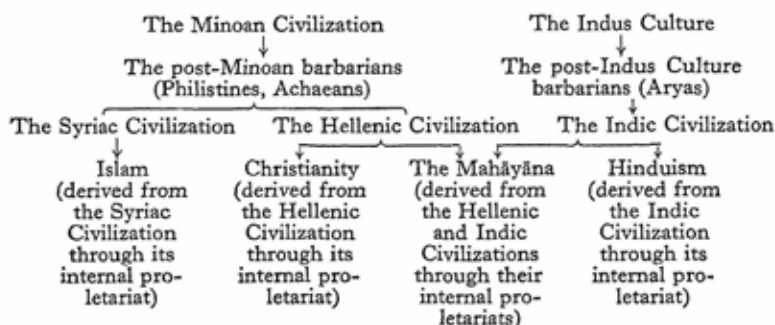 The Minoan Civilization
The Indus Culture
The post-Minoan barbarians
(Philistines, Achaeans)
The post-Indus Culture
barbarians (Aryas)
The Syriac Civilization
The Hellenic Civilization
The Indic Civilization
Islam
(derived from
the Syriac
Civilization
through its
internal pro-
letariat)
Christianity
(derived from
the Hellenic
Civilization
through its
internal pro-
letariat)
The Mahāyāna
(derived from
the Hellenic
and Indic
Civilizations
through their
internal pro-
letariats)
Hinduism
(derived from
the Indic
Civilization
through its
internal pro-
letariat)